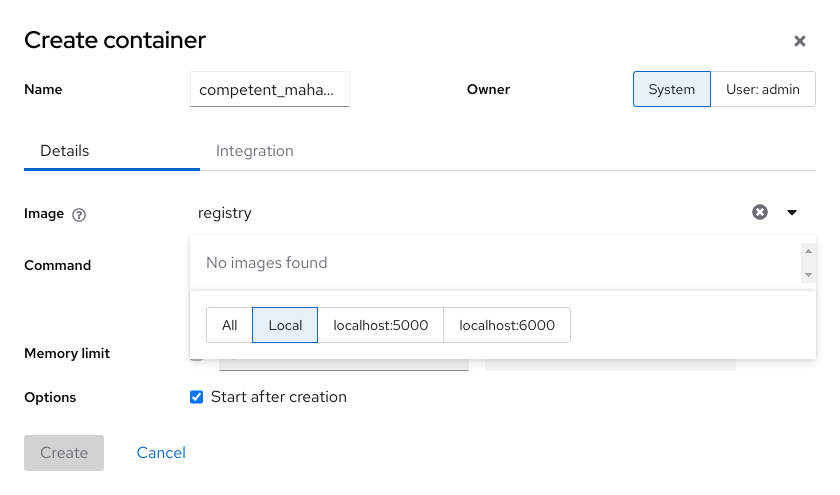 Create container
Name competent_maha... Owner System User: admin
Details Integration
Image registry
No images found
Command
All Local localhost:5000 localhost:6000
Memory limit
Options Start after creation
Create Cancel